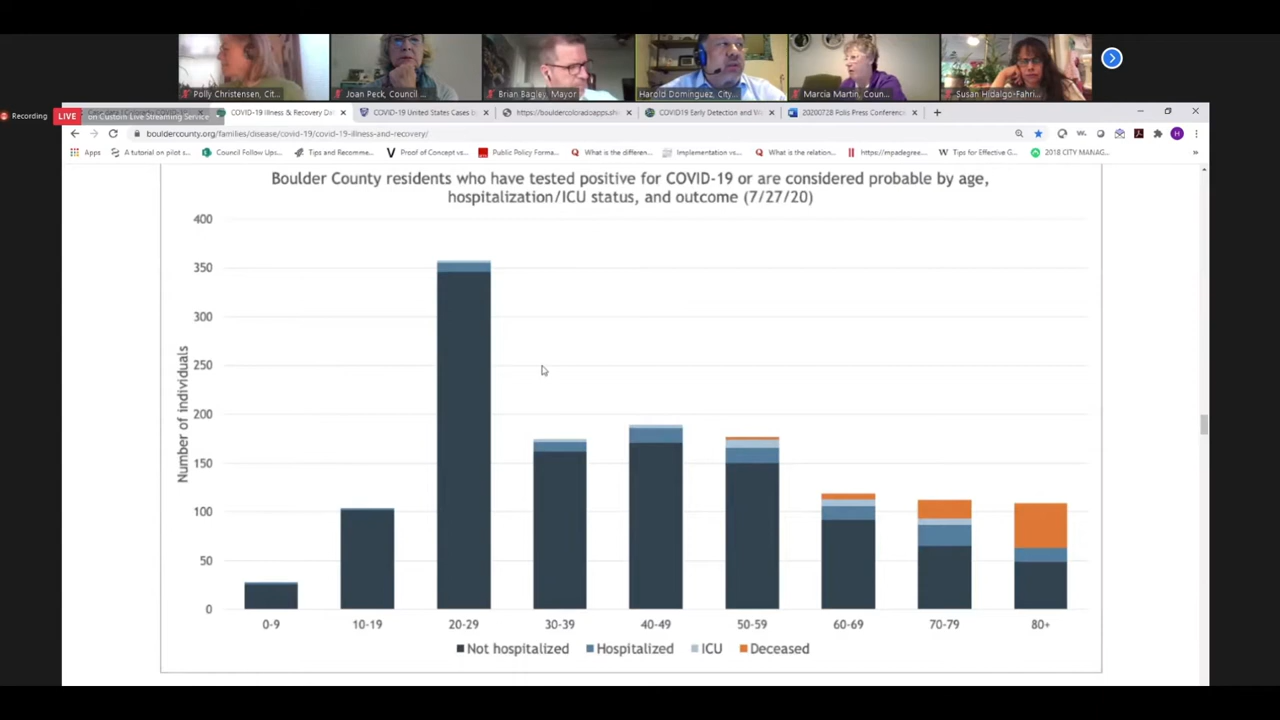 Polly Christensen, Cit...
Joan Peck, Council ...
Brian Bagley, Mayor
Harold Dominguez, City...
Marcia Martin, Coun...
Susan Hidalgo-Fahri...
Recording
LIVE
on Custom Live Streaming Service
COVID-19 Illness & Recovery Da
COVID-19 United States Cases b
https://bouldercoloradoapps.sh
COVID19 Early Detection and W
20200728 Polis Press Conference
bouldercounty.org/families/disease/covid-19/covid-19-illness-and-recovery/
Apps
A tutorial on pilot s...
Council Follow Ups...
Tips and Recomme...
Proof of Concept vs...
Public Policy Forma...
What is the differen...
Implementation vs...
What is the relation...
https://mpadegree...
Tips for Effective G...
2018 CITY MANAG...
Boulder County residents who have tested positive for COVID-19 or are considered probable by age,
hospitalization/ICU status, and outcome (7/27/20)
Number of individuals
400
350
300
250
200
150
100
50
0
0-9
10-19
20-29
30-39
40-49
50-59
60-69
70-79
80+
Not hospitalized
Hospitalized
ICU
Deceased